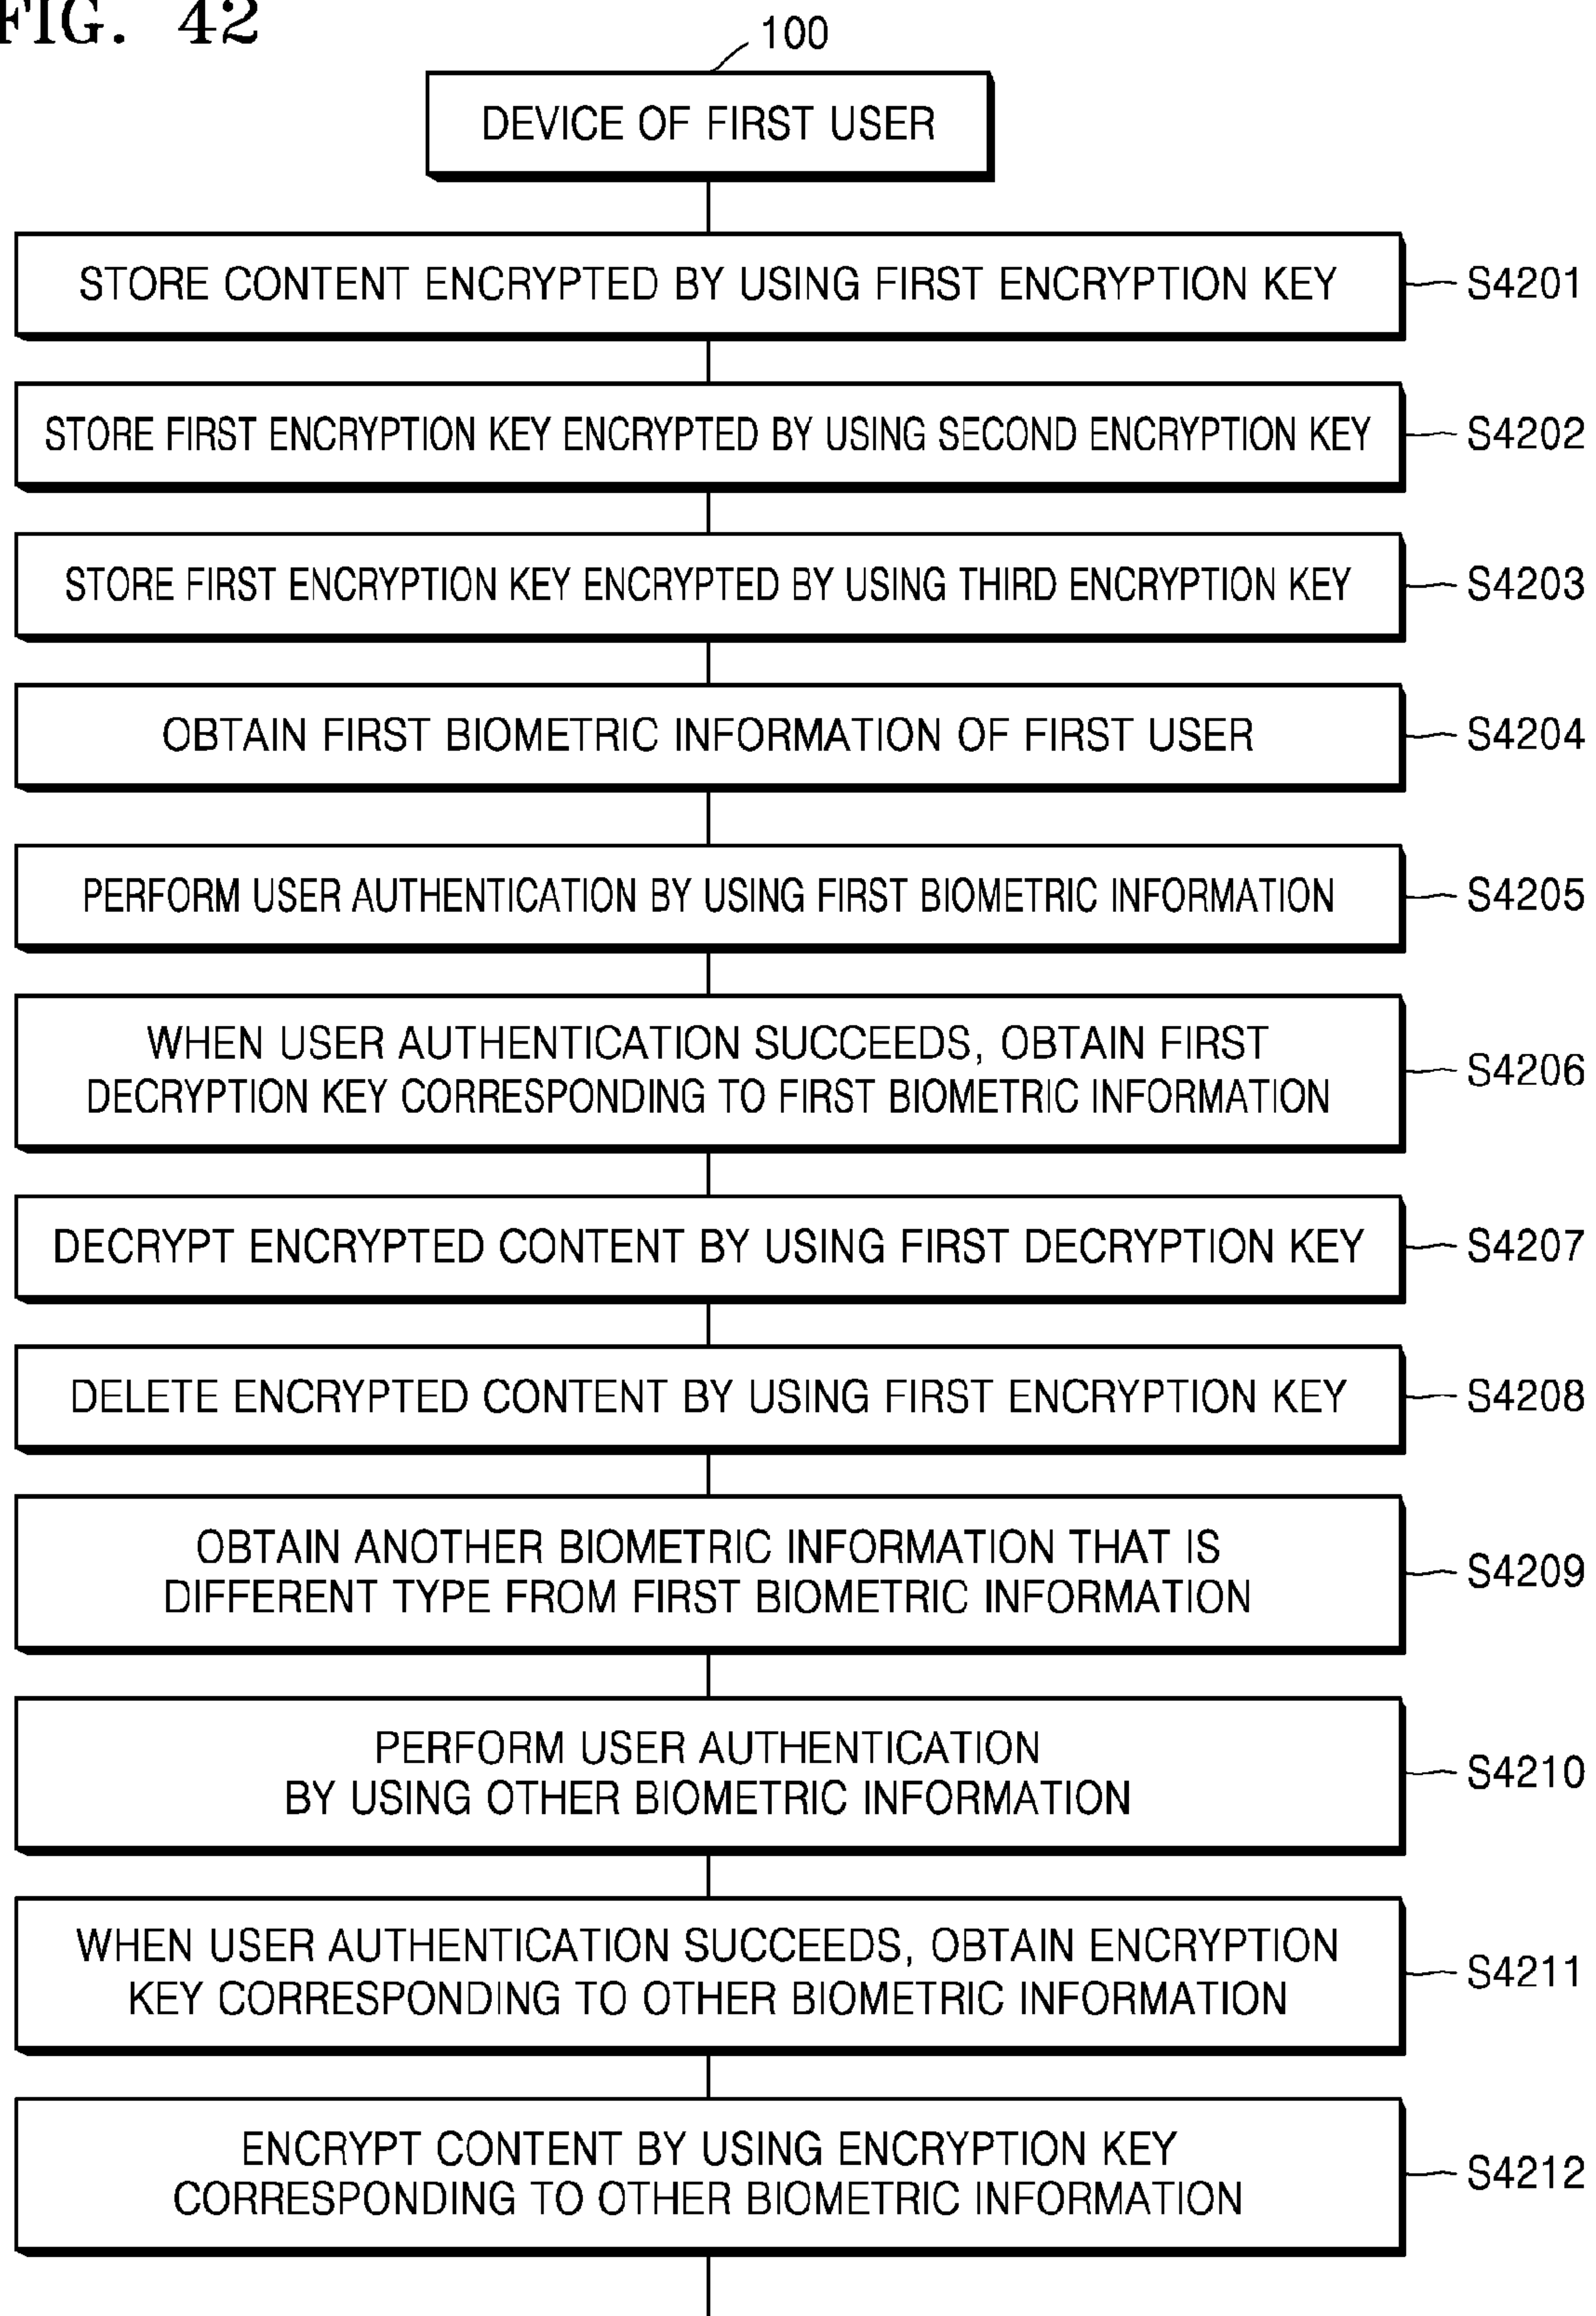 FIG. 42
100
DEVICE OF FIRST USER
STORE CONTENT ENCRYPTED BY USING FIRST ENCRYPTION KEY
S4201
STORE FIRST ENCRYPTION KEY ENCRYPTED BY USING SECOND ENCRYPTION KEY
S4202
STORE FIRST ENCRYPTION KEY ENCRYPTED BY USING THIRD ENCRYPTION KEY
S4203
OBTAIN FIRST BIOMETRIC INFORMATION OF FIRST USER
S4204
PERFORM USER AUTHENTICATION BY USING FIRST BIOMETRIC INFORMATION
S4205
WHEN USER AUTHENTICATION SUCCEEDS, OBTAIN FIRST
DECRYPTION KEY CORRESPONDING TO FIRST BIOMETRIC INFORMATION
S4206
DECRYPT ENCRYPTED CONTENT BY USING FIRST DECRYPTION KEY
S4207
DELETE ENCRYPTED CONTENT BY USING FIRST ENCRYPTION KEY
S4208
OBTAIN ANOTHER BIOMETRIC INFORMATION THAT IS
DIFFERENT TYPE FROM FIRST BIOMETRIC INFORMATION
S4209
PERFORM USER AUTHENTICATION
BY USING OTHER BIOMETRIC INFORMATION
S4210
WHEN USER AUTHENTICATION SUCCEEDS, OBTAIN ENCRYPTION
KEY CORRESPONDING TO OTHER BIOMETRIC INFORMATION
S4211
ENCRYPT CONTENT BY USING ENCRYPTION KEY
CORRESPONDING TO OTHER BIOMETRIC INFORMATION
S4212